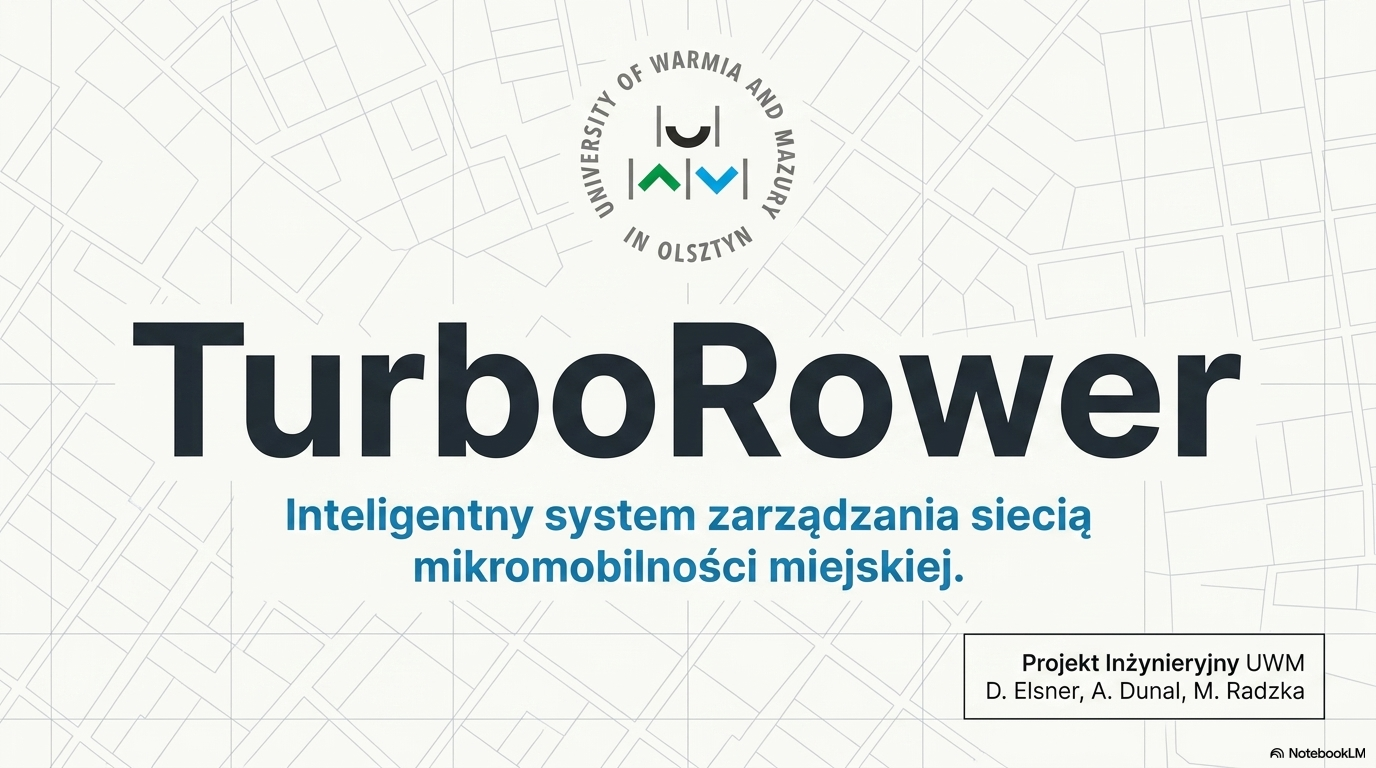 UNIVERSITY OF WARMIA AND MAZURY
IN OLSZTYN
TurboRower
Inteligentny system zarządzania siecią
mikromobilności miejskiej.
Projekt Inżynieryjny UWM
D. Elsner, A. Dunal, M. Radzka
NotebookLM